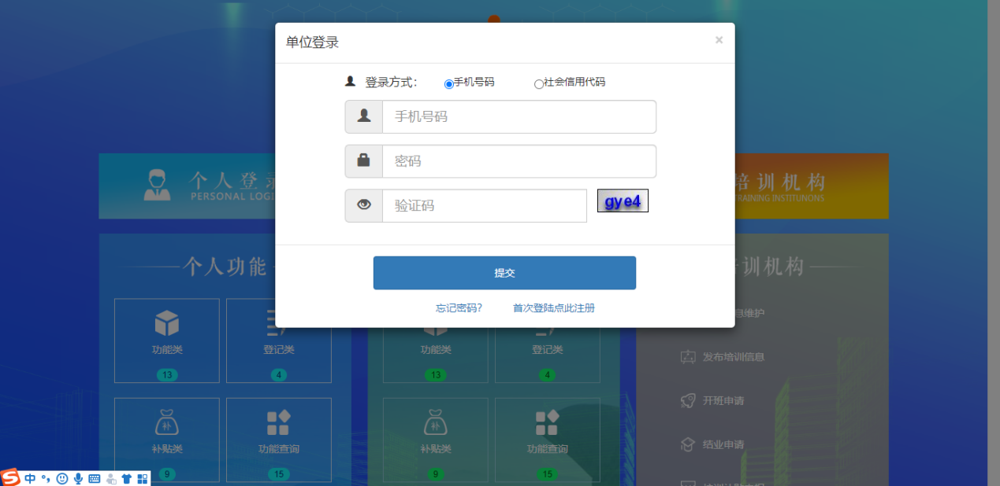 单位登录
×
登录方式：
手机号码
社会信用代码
手机号码
密码
验证码
gye4
提交
忘记密码？
首次登陆点此注册
个人登录
PERSONAL LOGI
培训机构
TRAINING INSTITUNONS
个人功能
培训机构
功能类
13
登记类
4
功能类
13
登记类
4
息维护
发布培训信息
开班申请
结业申请
补
补贴类
9
功能查询
15
补
补贴类
9
功能查询
15
中